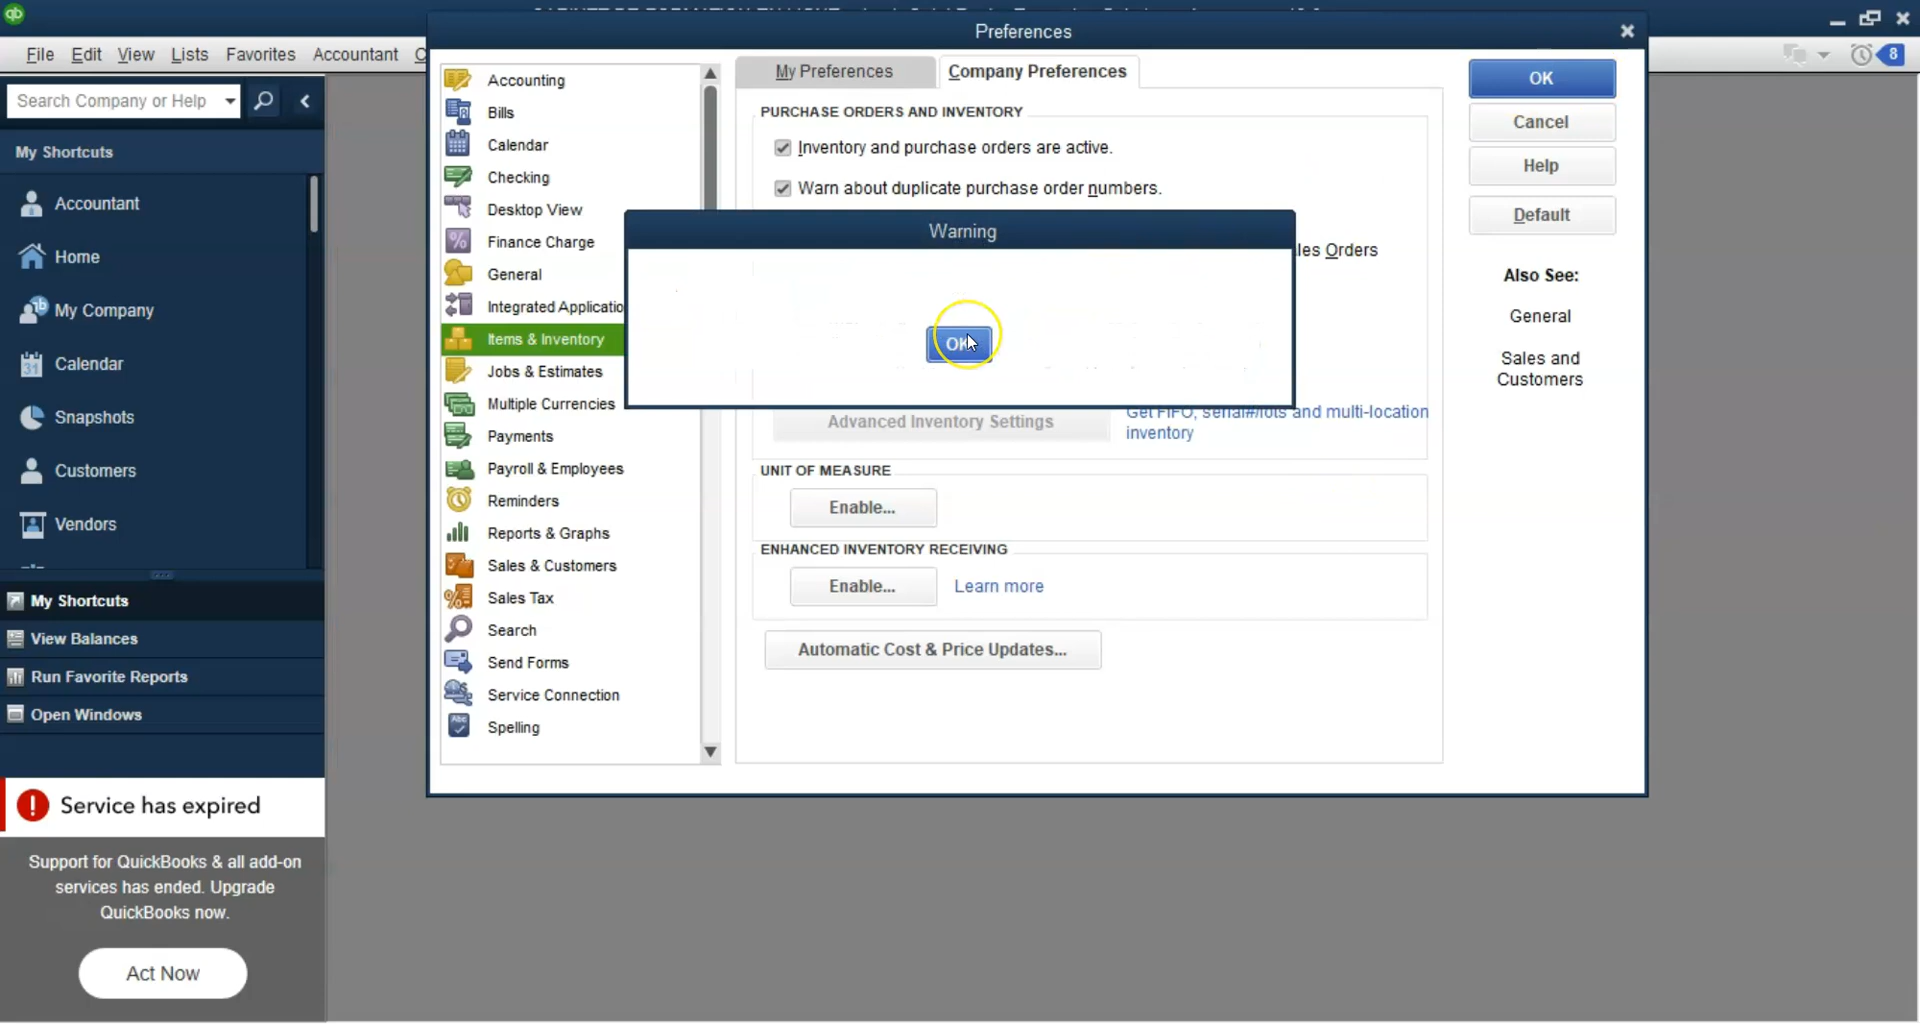 Preferences
File Edit View Lists Favorites Accountant
8
Search Company or Help
My Shortcuts
Accountant
Home
My Company
Calendar
Snapshots
Customers
Vendors
My Shortcuts
View Balances
Run Favorite Reports
Open Windows
Service has expired
Support for QuickBooks & all add-on
services has ended. Upgrade
QuickBooks now.
Act Now
Accounting
Bills
Calendar
Checking
Desktop View
Finance Charge
General
Integrated Applicatio
Items & Inventory
Jobs & Estimates
Multiple Currencies
Payments
Payroll & Employees
Reminders
Reports & Graphs
Sales & Customers
Sales Tax
Search
Send Forms
Service Connection
Spelling
My Preferences
Company Preferences
PURCHASE ORDERS AND INVENTORY
Inventory and purchase orders are active.
Warn about duplicate purchase order numbers.
les Orders
Warning
OK
Advanced Inventory Settings
Get FIFO, serial#/lots and multi-location
inventory
UNIT OF MEASURE
Enable...
ENHANCED INVENTORY RECEIVING
Enable...
Learn more
Automatic Cost & Price Updates...
OK
Cancel
Help
Default
Also See:
General
Sales and
Customers